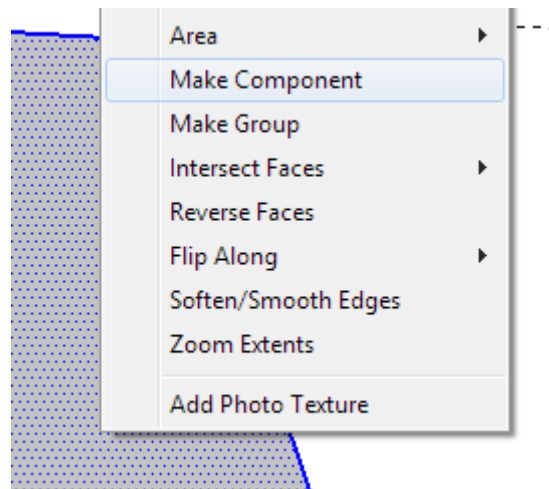 Area
Make Component
Make Group
Intersect Faces
Reverse Faces
Flip Along
Soften/Smooth Edges
Zoom Extents
Add Photo Texture